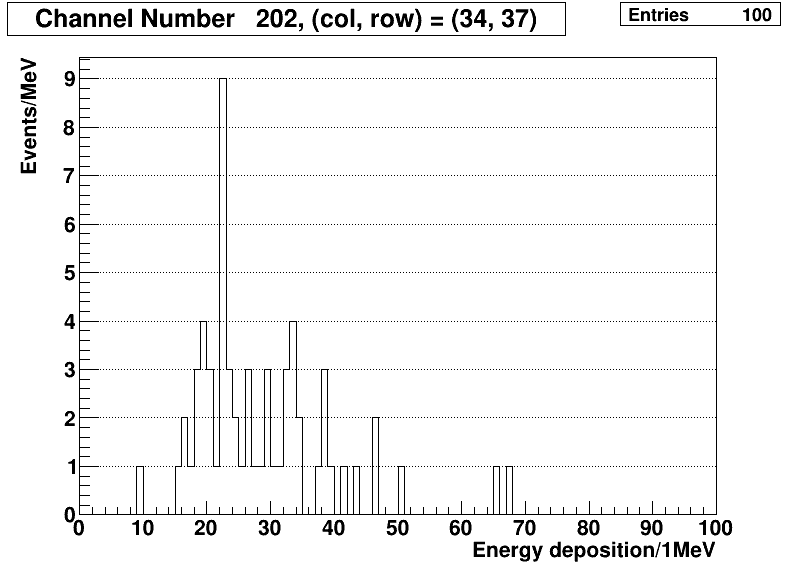 Channel Number 202, (col, row) = (34, 37)
Entries 100
Events/MeV
9
8
7
6
5
4
3
2
1
0
0 10 20 30 40 50 60 70 80 90 100
Energy deposition/1MeV